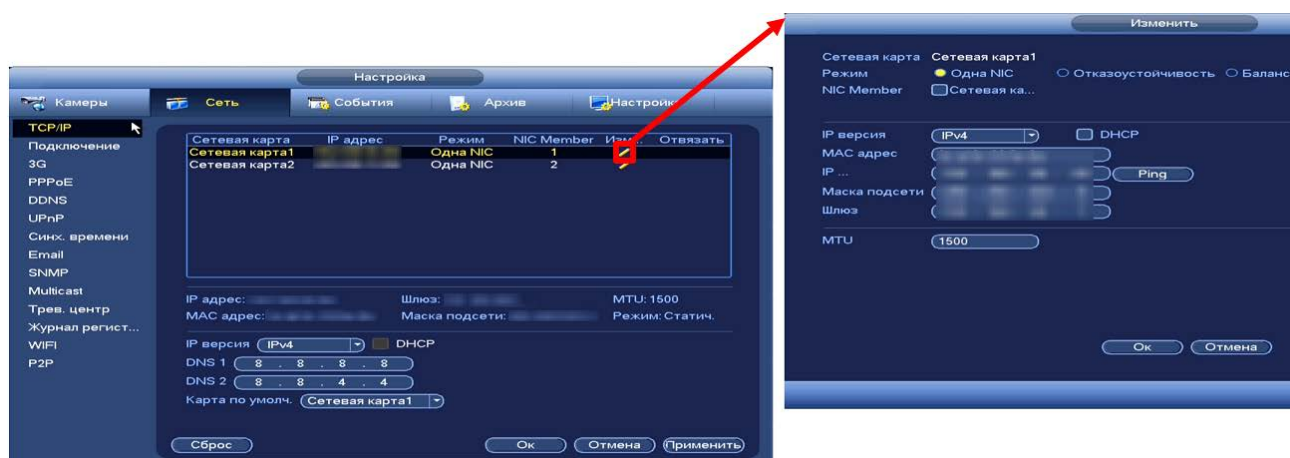 Настройка
Камеры Сеть События Архив Настройк
TCP/IP
Подключение
3G
PPPoE
DDNS
UPnP
Синх. времени
Email
SNMP
Multicast
Трев. центр
Журнал регист...
WIFI
P2P
Сетевая карта IP адрес Режим NIC Member Изм... Отвязать
Сетевая карта1 Одна NIC 1
Сетевая карта2 Одна NIC 2
IP адрес: Шлюз: MTU: 1500
MAC адрес: Маска подсети: Режим: Статич.
IP версия IPv4 DHCP
DNS 1 8 . 8 . 8 . 8
DNS 2 8 . 8 . 4 . 4
Карта по умолч. Сетевая карта1
Сброс Ок Отмена Применить
Изменить
Сетевая карта Сетевая карта1
Режим Одна NIC Отказоустойчивость Баланс
NIC Member Сетевая ка...
IP версия IPv4 DHCP
MAC адрес
IP ... Ping
Маска подсети
Шлюз
MTU 1500
Ок Отмена